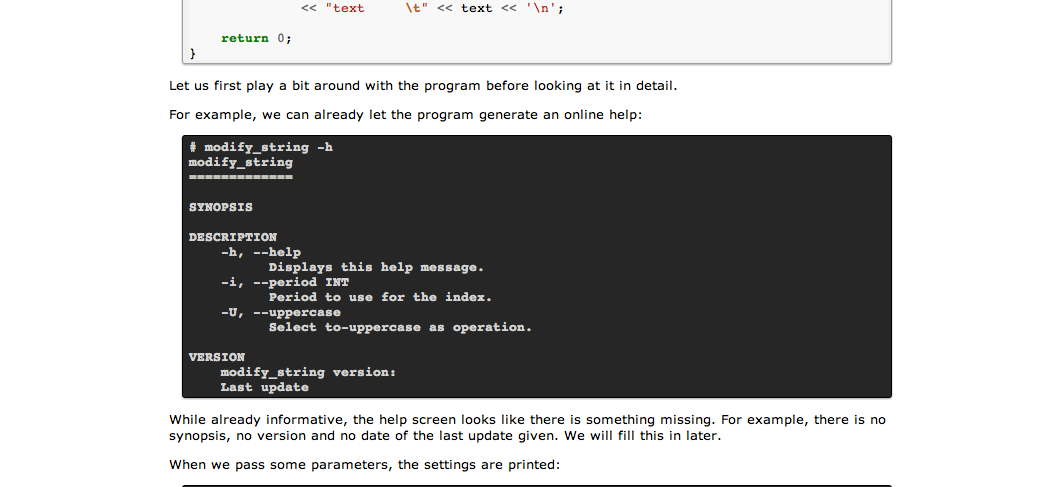 << "text     \t" << text << '\n';
return 0;
}
Let us first play a bit around with the program before looking at it in detail.
For example, we can already let the program generate an online help:
# modify_string -h
modify_string
=============
SYNOPSIS
DESCRIPTION
-h, --help
Displays this help message.
-i, --period INT
Period to use for the index.
-U, --uppercase
Select to-uppercase as operation.
VERSION
modify_string version:
Last update
While already informative, the help screen looks like there is something missing. For example, there is no
synopsis, no version and no date of the last update given. We will fill this in later.
When we pass some parameters, the settings are printed: